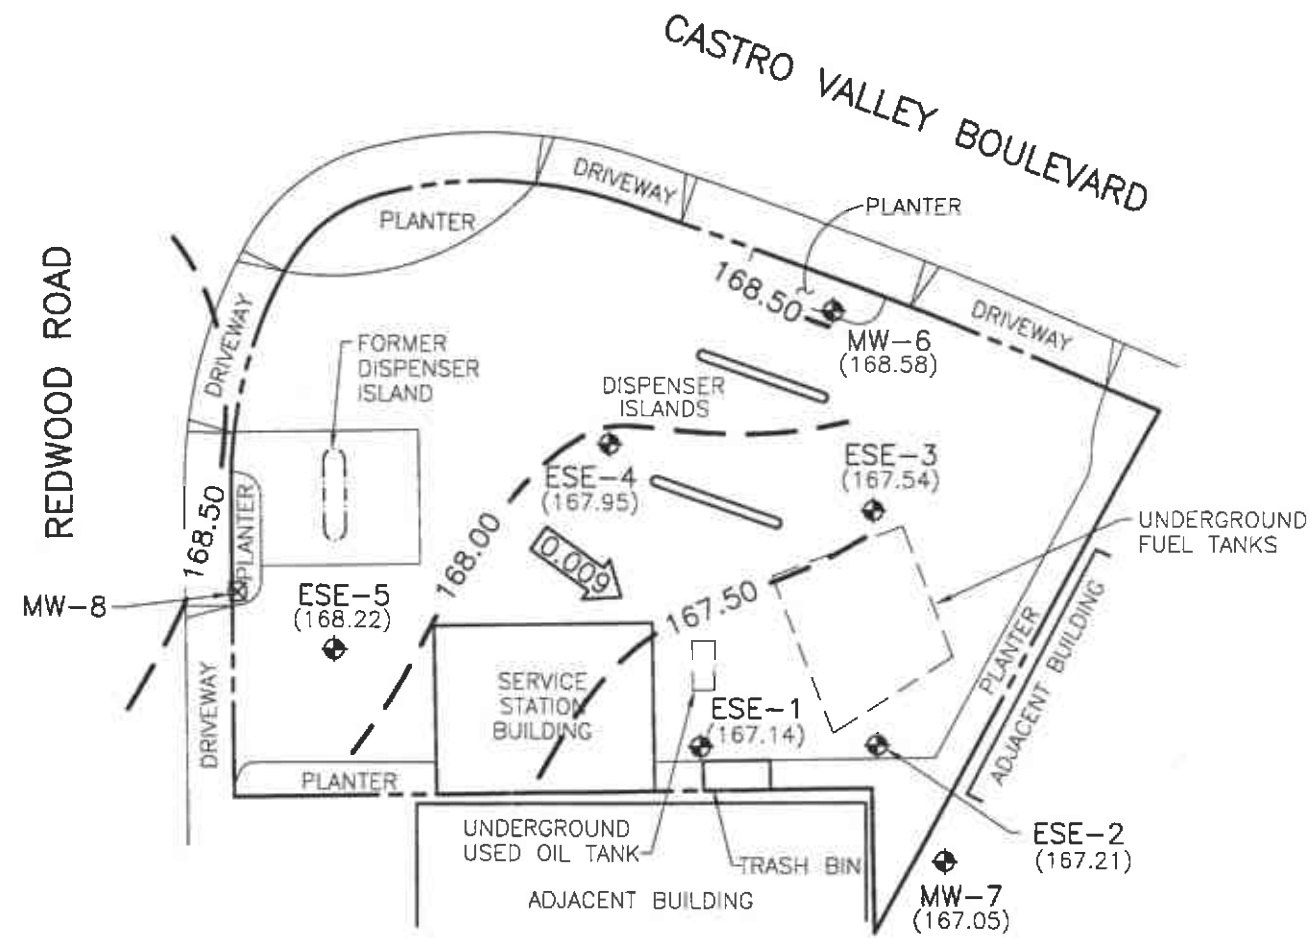 CASTRO VALLEY BOULEVARD
DRIVEWAY
PLANTER
PLANTER
168.50
MW-6
(168.58)
DRIVEWAY
REDWOOD ROAD
DRIVEWAY
FORMER
DISPENSER
ISLAND
DISPENSER
ISLANDS
ESE-4
(167.95)
ESE-3
(167.54)
UNDERGROUND
FUEL TANKS
168.50
PLANTER
168.00
0.009
MW-8
ESE-5
(168.22)
167.50
PLANTER
ADJACENT BUILDING
DRIVEWAY
SERVICE
STATION
BUILDING
ESE-1
(167.14)
PLANTER
UNDERGROUND
USED OIL TANK
TRASH BIN
ESE-2
(167.21)
ADJACENT BUILDING
MW-7
(167.05)